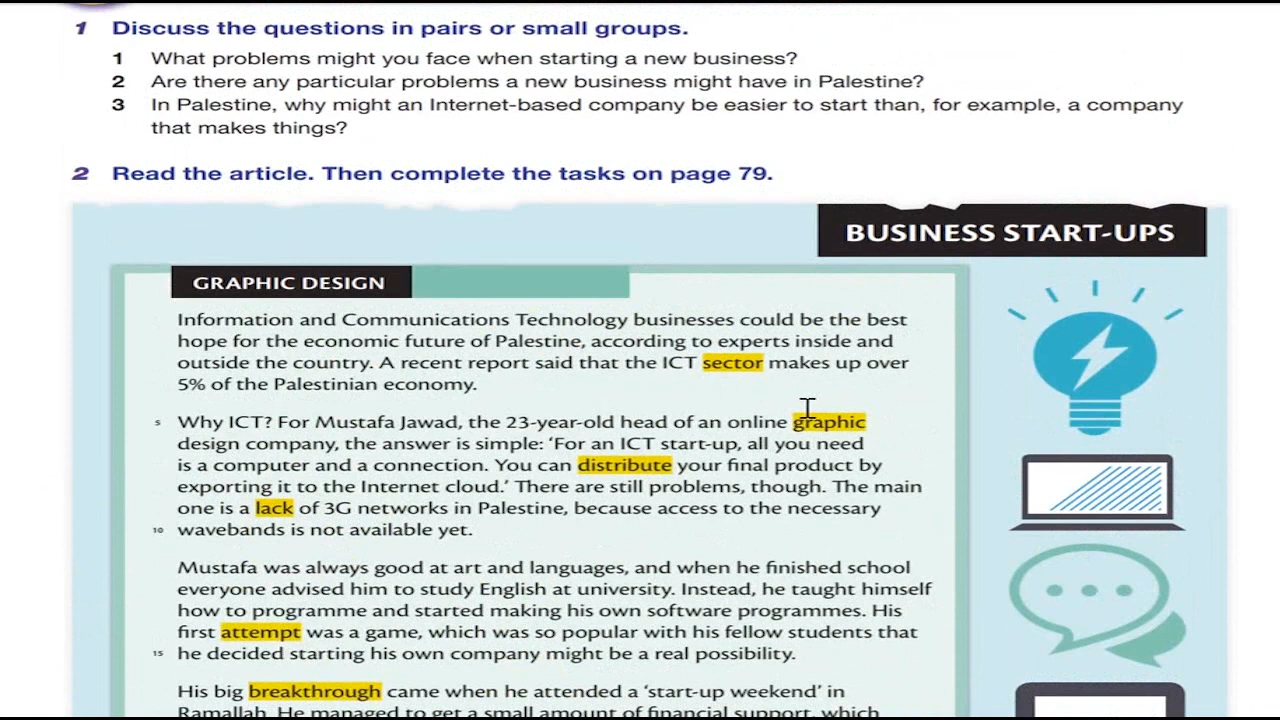 1 Discuss the questions in pairs or small groups.
1 What problems might you face when starting a new business?
2 Are there any particular problems a new business might have in Palestine?
3 In Palestine, why might an Internet-based company be easier to start than, for example, a company
that makes things?
2 Read the article. Then complete the tasks on page 79.
BUSINESS START-UPS
GRAPHIC DESIGN
Information and Communications Technology businesses could be the best
hope for the economic future of Palestine, according to experts inside and
outside the country. A recent report said that the ICT sector makes up over
5% of the Palestinian economy.
5 Why ICT? For Mustafa Jawad, the 23-year-old head of an online graphic
design company, the answer is simple: ‘For an ICT start-up, all you need
is a computer and a connection. You can distribute your final product by
exporting it to the Internet cloud.’ There are still problems, though. The main
one is a lack of 3G networks in Palestine, because access to the necessary
10 wavebands is not available yet.
Mustafa was always good at art and languages, and when he finished school
everyone advised him to study English at university. Instead, he taught himself
how to programme and started making his own software programmes. His
first attempt was a game, which was so popular with his fellow students that
15 he decided starting his own company might be a real possibility.
His big breakthrough came when he attended a ‘start-up weekend’ in
Ramallah. He managed to get a small amount of financial support, which